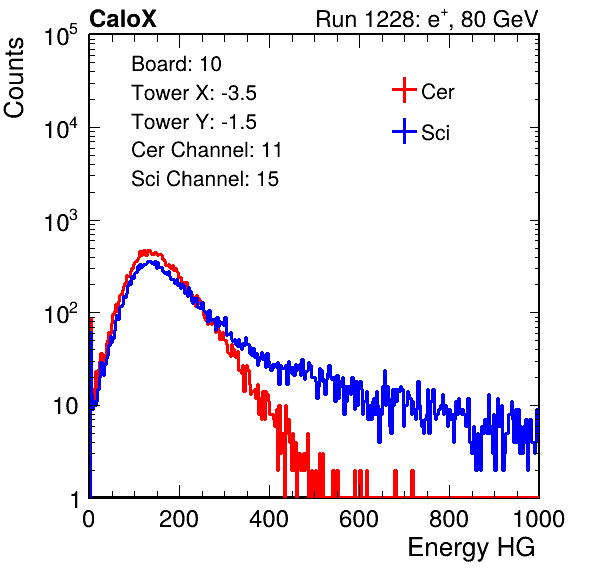 CaloX Run 1228: e⁺, 80 GeV
Counts
Board: 10
Tower X: -3.5
Tower Y: -1.5
Cer Channel: 11
Sci Channel: 15
Cer
Sci
10⁵
10⁴
10³
10²
10
1
0 200 400 600 800 1000
Energy HG